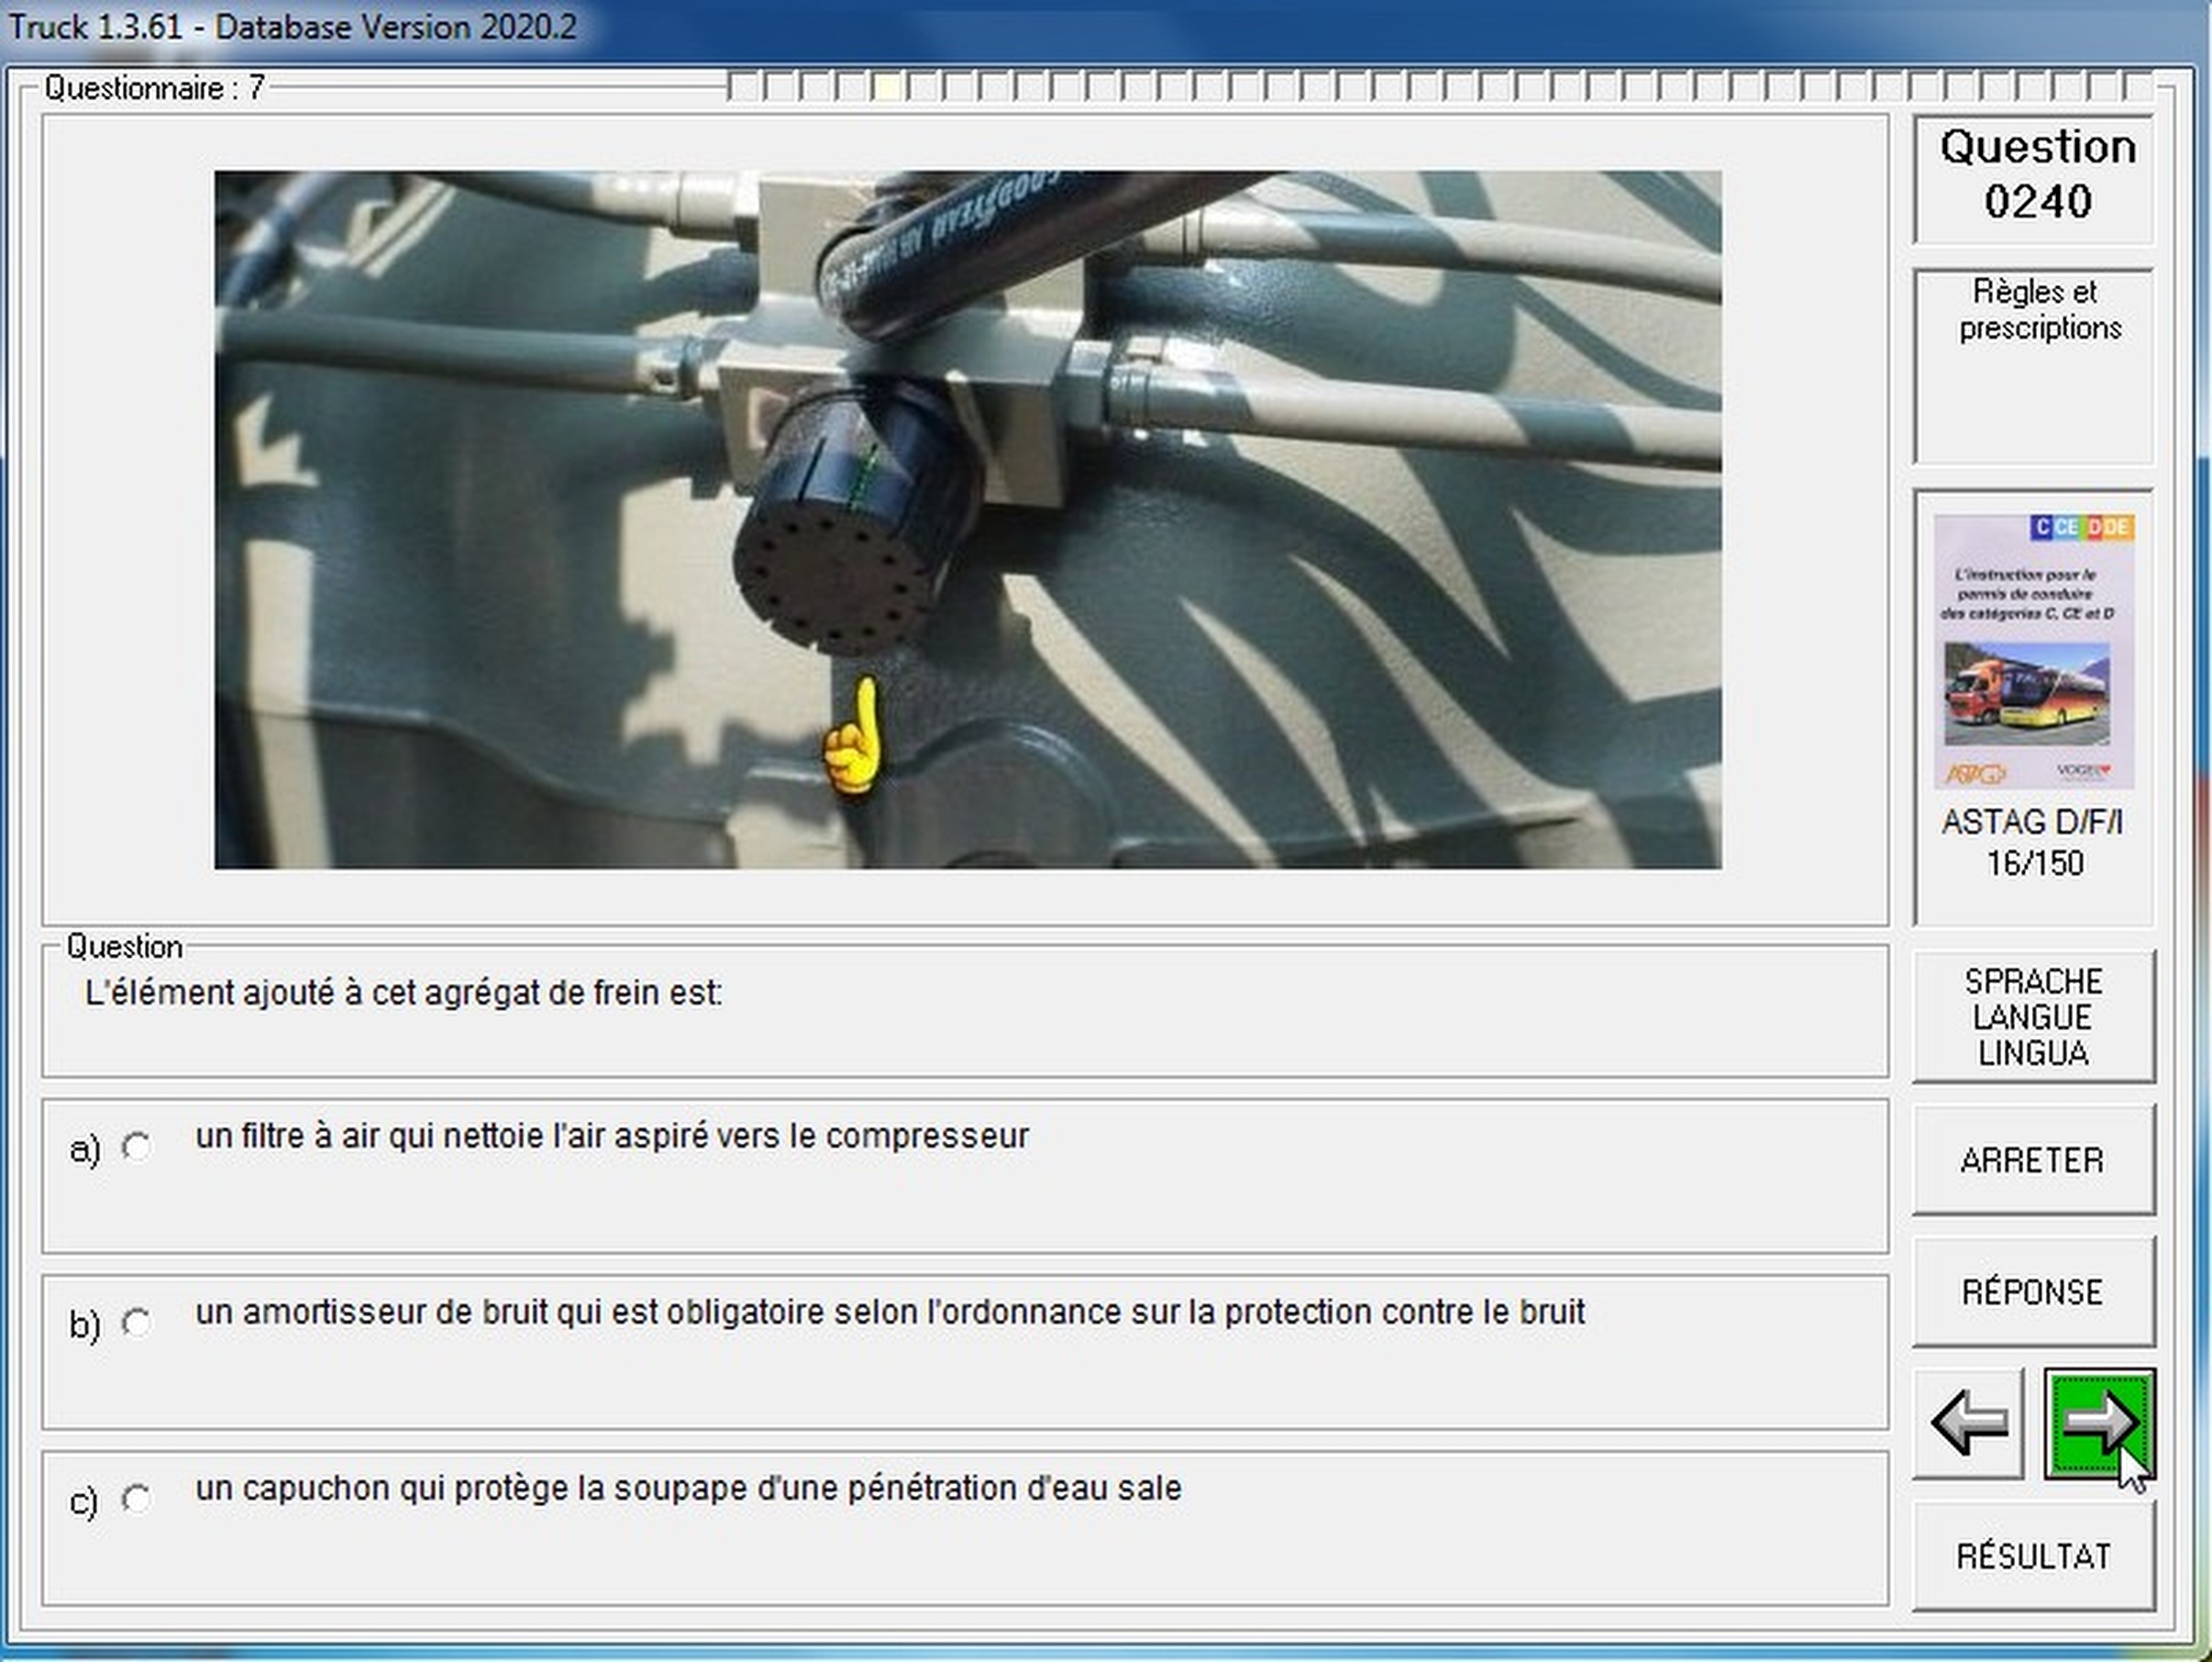 Truck 1.3.61 - Database Version 2020.2
Questionnaire : 7
GOODYEAR
Question
0240
Règles et
prescriptions
C CE D DE
L'instruction pour le
permis de conduire
des catégories C, CE et D
ASTAG
VOGEL
ASTAG D/F/I
16/150
Question
L'élément ajouté à cet agrégat de frein est:
a) un filtre à air qui nettoie l'air aspiré vers le compresseur
b) un amortisseur de bruit qui est obligatoire selon l'ordonnance sur la protection contre le bruit
c) un capuchon qui protège la soupape d'une pénétration d'eau sale
SPRACHE
LANGUE
LINGUA
ARRETER
RÉPONSE
RÉSULTAT